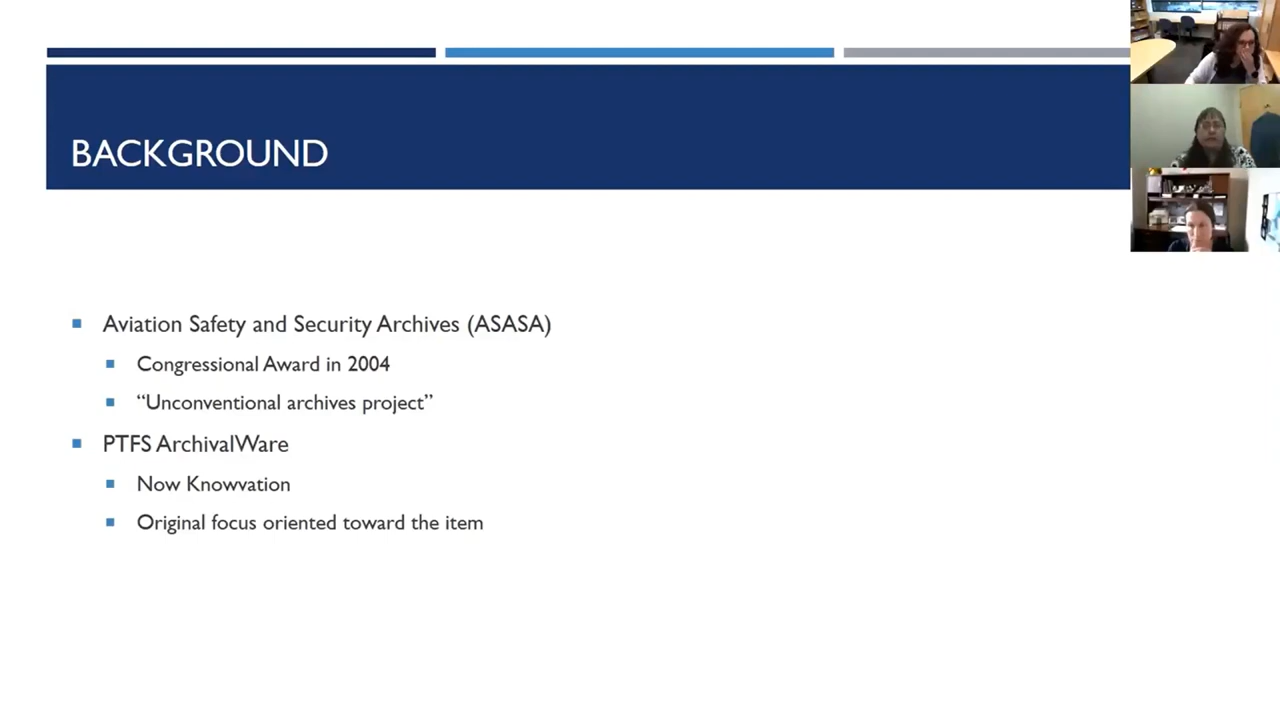 BACKGROUND
Aviation Safety and Security Archives (ASASA)
Congressional Award in 2004
“Unconventional archives project”
PTFS ArchivalWare
Now Knowvation
Original focus oriented toward the item